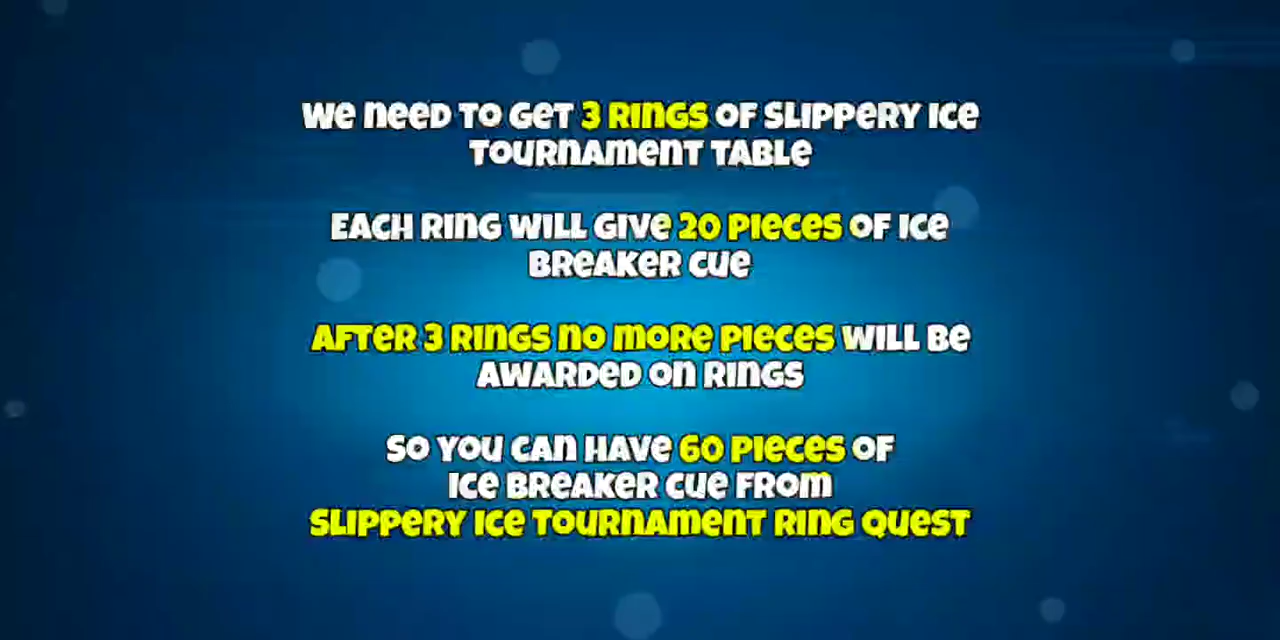 We need to get 3 rings of Slippery Ice
Tournament Table
Each ring will give 20 pieces of Ice
Breaker Cue
After 3 rings no more pieces will be
awarded on rings
So you can have 60 pieces of
Ice Breaker Cue from
Slippery Ice Tournament Ring Quest